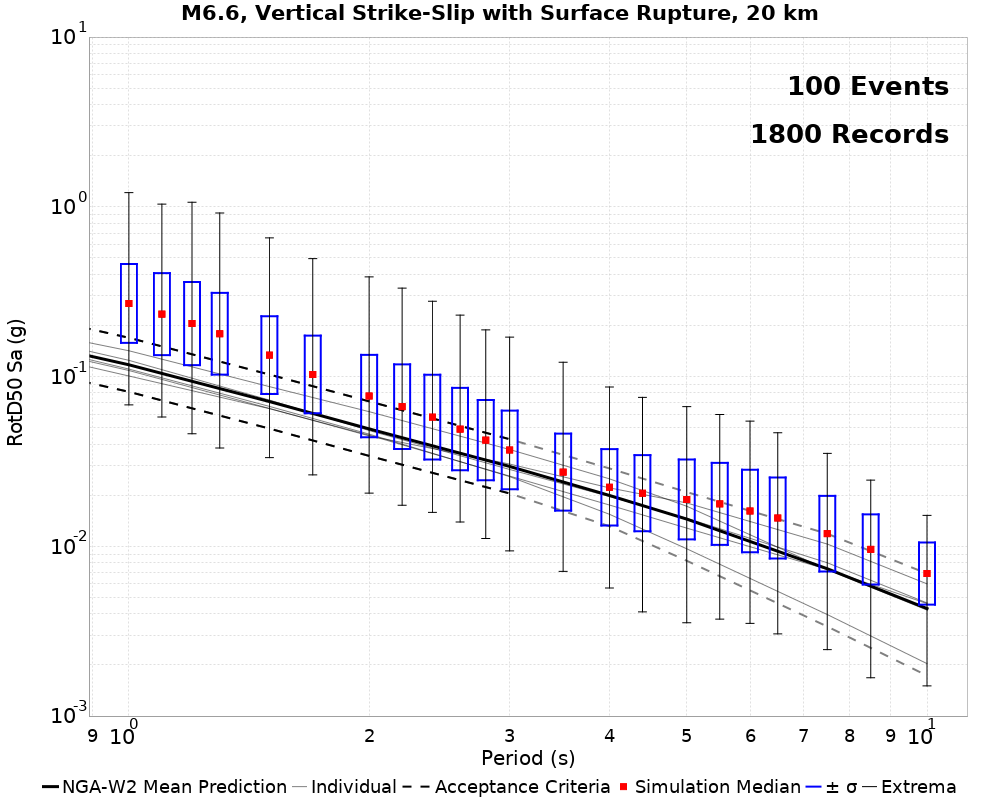 M6.6, Vertical Strike-Slip with Surface Rupture, 20 km
10^1
100 Events
1800 Records
10^0
10^-1
10^-2
10^-3
RotD50 Sa (g)
9 10^0 2 3 4 5 6 7 8 9 10^1
Period (s)
NGA-W2 Mean Prediction Individual Acceptance Criteria Simulation Median ± σ Extrema